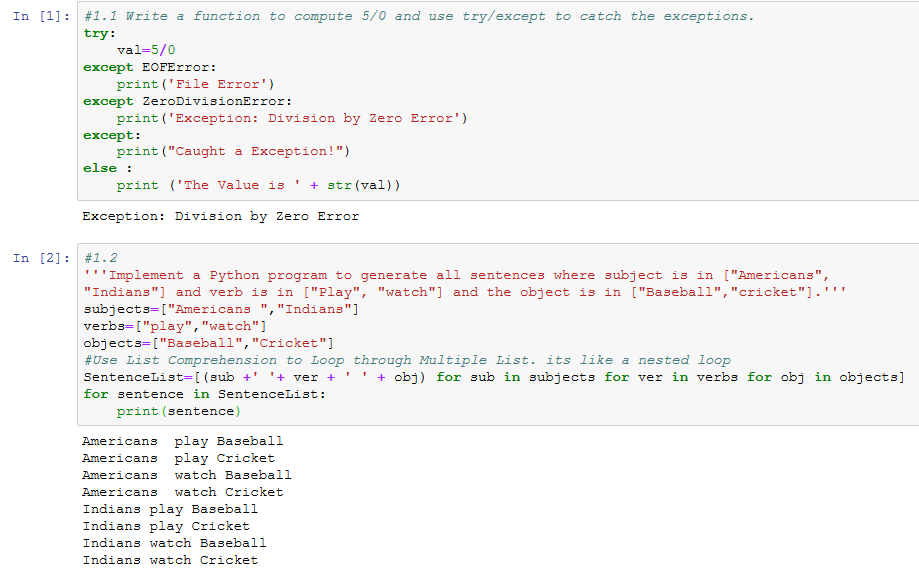 In [1]: #1.1 Write a function to compute 5/0 and use try/except to catch the exceptions.
try:
    val=5/0
except EOFError:
    print('File Error')
except ZeroDivisionError:
    print('Exception: Division by Zero Error')
except:
    print("Caught a Exception!")
else :
    print ('The Value is ' + str(val))
Exception: Division by Zero Error
In [2]: #1.2
'''Implement a Python program to generate all sentences where subject is in ["Americans",
"Indians"] and verb is in ["Play", "watch"] and the object is in ["Baseball","cricket"].'''
subjects=["Americans ","Indians"]
verbs=["play","watch"]
objects=["Baseball","Cricket"]
#Use List Comprehension to Loop through Multiple List. its like a nested loop
SentenceList=[(sub +' '+ ver + ' ' + obj) for sub in subjects for ver in verbs for obj in objects]
for sentence in SentenceList:
    print(sentence)
Americans  play Baseball
Americans  play Cricket
Americans  watch Baseball
Americans  watch Cricket
Indians play Baseball
Indians play Cricket
Indians watch Baseball
Indians watch Cricket